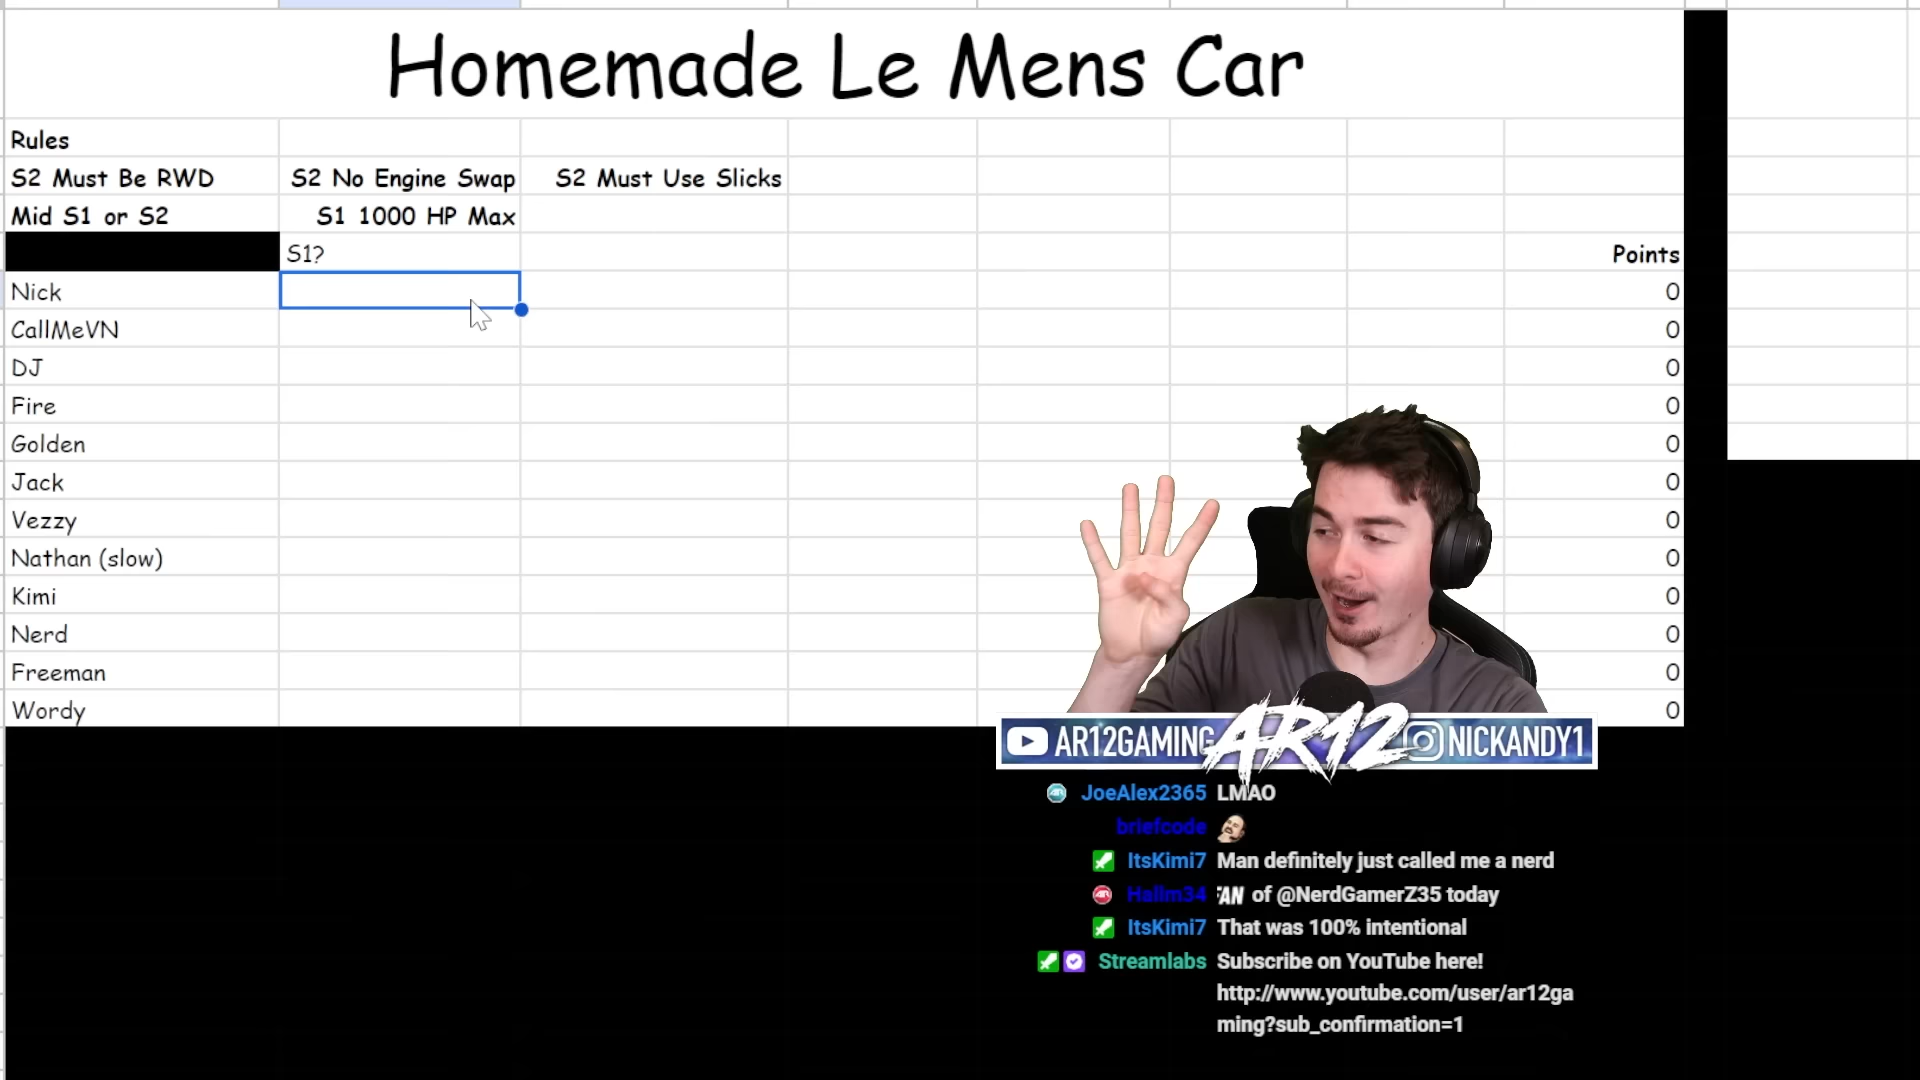 Homemade Le Mens Car
Rules
S2 Must Be RWD S2 No Engine Swap S2 Must Use Slicks
Mid S1 or S2 S1 1000 HP Max
S1? Points
Nick 0
CallMeVN 0
DJ 0
Fire 0
Golden 0
Jack 0
Vezzy 0
Nathan (slow) 0
Kimi 0
Nerd 0
Freeman 0
Wordy 0
AR12GAMING AR12 NICKANDY1
JoeAlex2365 LMAO
briefcode
ItsKimi7 Man definitely just called me a nerd
Hallm34 FAN of @NerdGamerZ35 today
ItsKimi7 That was 100% intentional
Streamlabs Subscribe on YouTube here!
http://www.youtube.com/user/ar12ga
ming?sub_confirmation=1